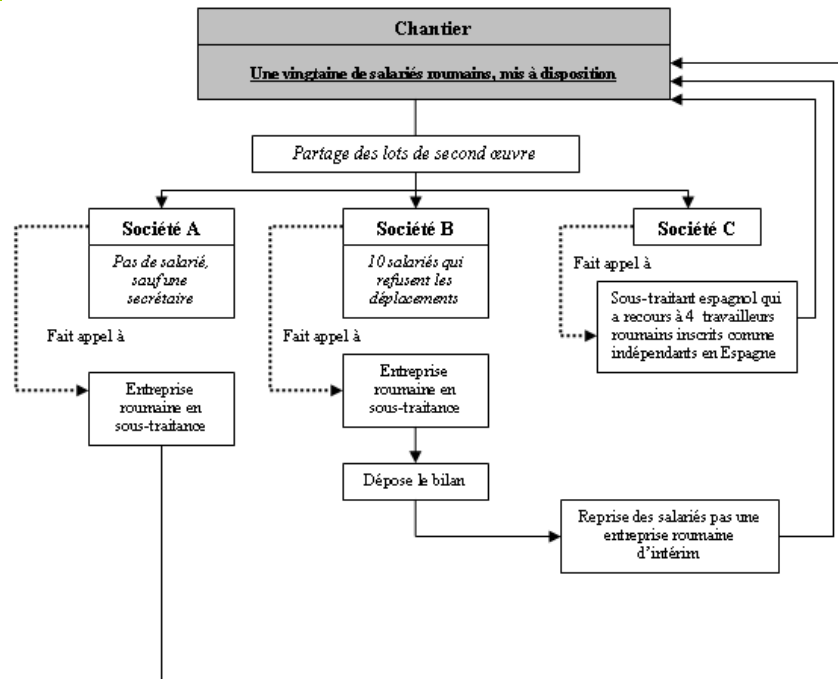 Chantier
Une vingtaine de salariés roumains, mis à disposition
Partage des lots de second œuvre
Société A
Pas de salarié,
sauf une
secrétaire
Fait appel à
Entreprise
roumaine en
sous-traitance
Société B
10 salariés qui
refusent les
déplacements
Fait appel à
Entreprise
roumaine en
sous-traitance
Dépose le bilan
Reprise des salariés pas une
entreprise roumaine
d'intérim
Société C
Fait appel à
Sous-traitant espagnol qui
a recours à 4 travailleurs
roumains inscrits comme
indépendants en Espagne